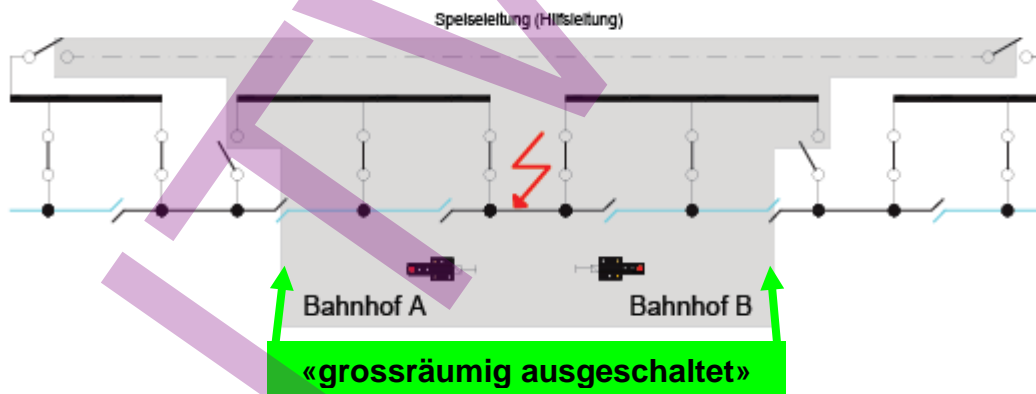 Speiseleitung (Hilfsleitung)
Bahnhof A
Bahnhof B
«grossräumig ausgeschaltet»